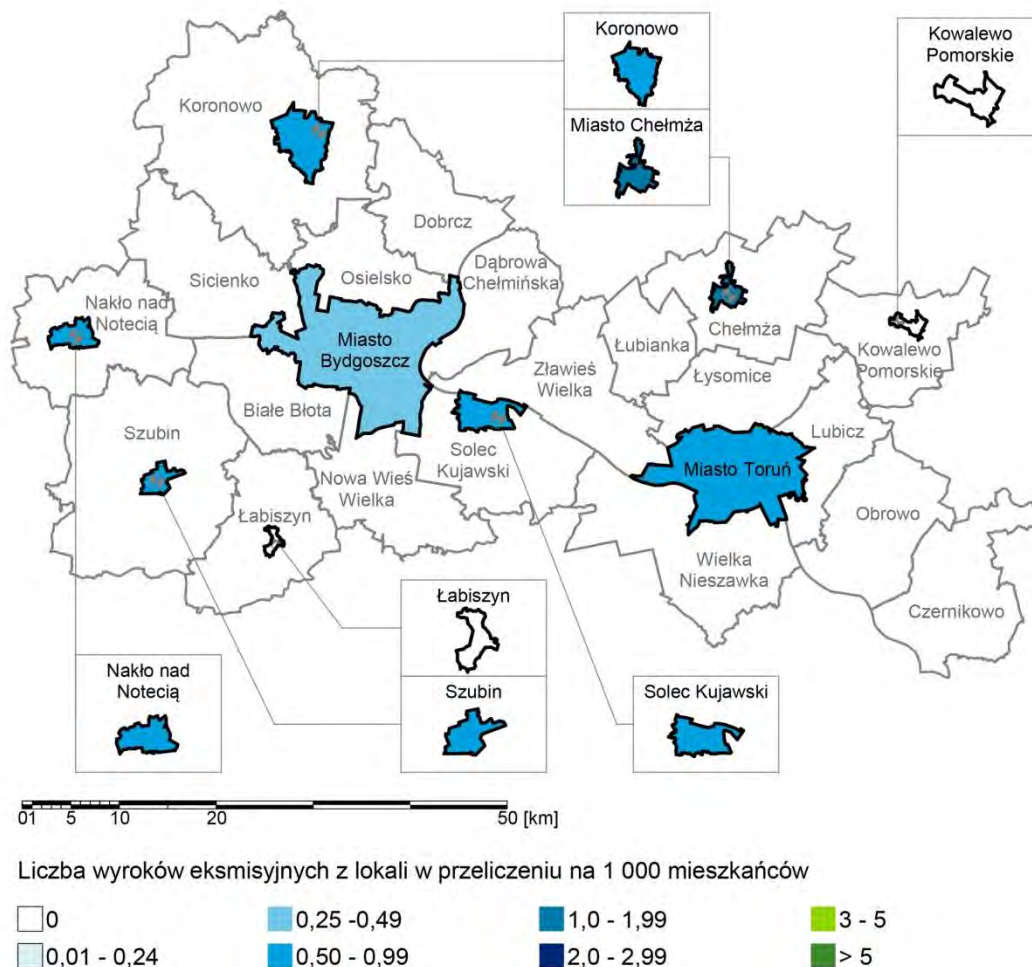 Koronowo
Kowalewo
Pomorskie
Koronowo
Miasto Chełmża
Dobrcz
Sicienko
Osielsko
Dąbrowa
Chełmińska
Nakło nad
Notecią
Miasto
Bydgoszcz
Łubianka
Chełmża
Kowalewo
Pomorskie
Zławieś
Wielka
Łysomice
Białe Błota
Szubin
Solec
Kujawski
Miasto Toruń
Lubicz
Nowa Wieś
Wielka
Łabiszyn
Obrowo
Wielka
Nieszawka
Czernikowo
Łabiszyn
Nakło nad
Notecią
Szubin
Solec Kujawski
01 5 10 20 50 [km]
Liczba wyroków eksmisyjnych z lokali w przeliczeniu na 1 000 mieszkańców
0 0,25 -0,49 1,0 - 1,99 3 - 5
0,01 - 0,24 0,50 - 0,99 2,0 - 2,99 > 5